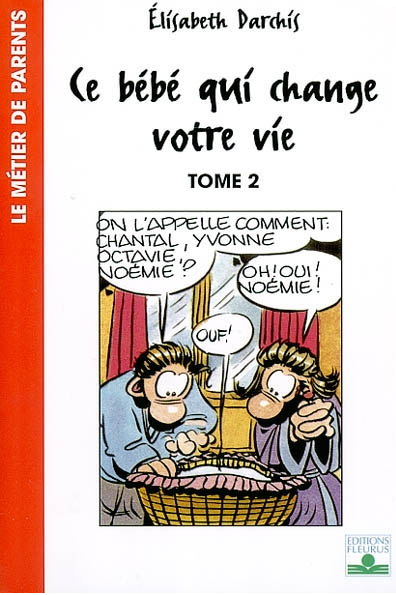 Élisabeth Darchis
Ce bébé qui change
votre vie
TOME 2
LE MÉTIER DE PARENTS
ON L'APPELLE COMMENT:
CHANTAL, YVONNE
OCTAVIE,
NOÉMIE?
OH! OUI!
NOÉMIE!
OUF!
EDITIONS
FLEURUS